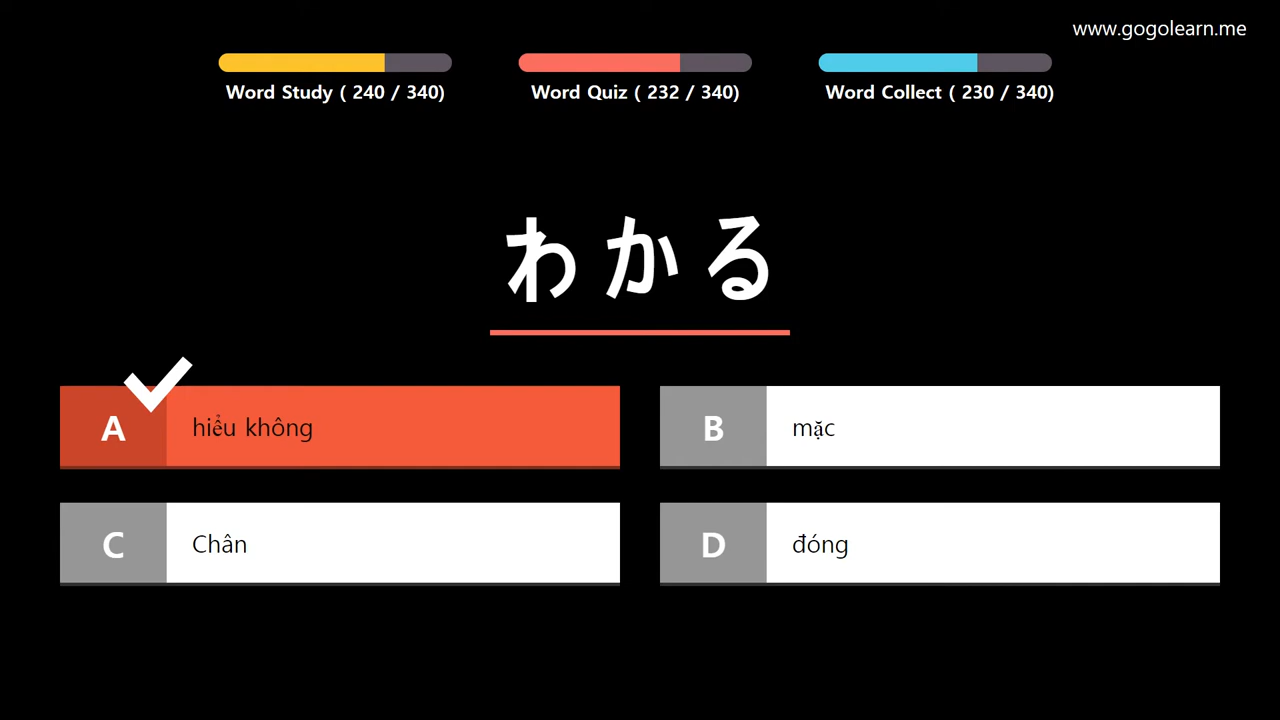 www.gogolearn.me
Word Study ( 240 / 340)
Word Quiz ( 232 / 340)
Word Collect ( 230 / 340)
わかる
A hiểu không
B mặc
C Chân
D đóng